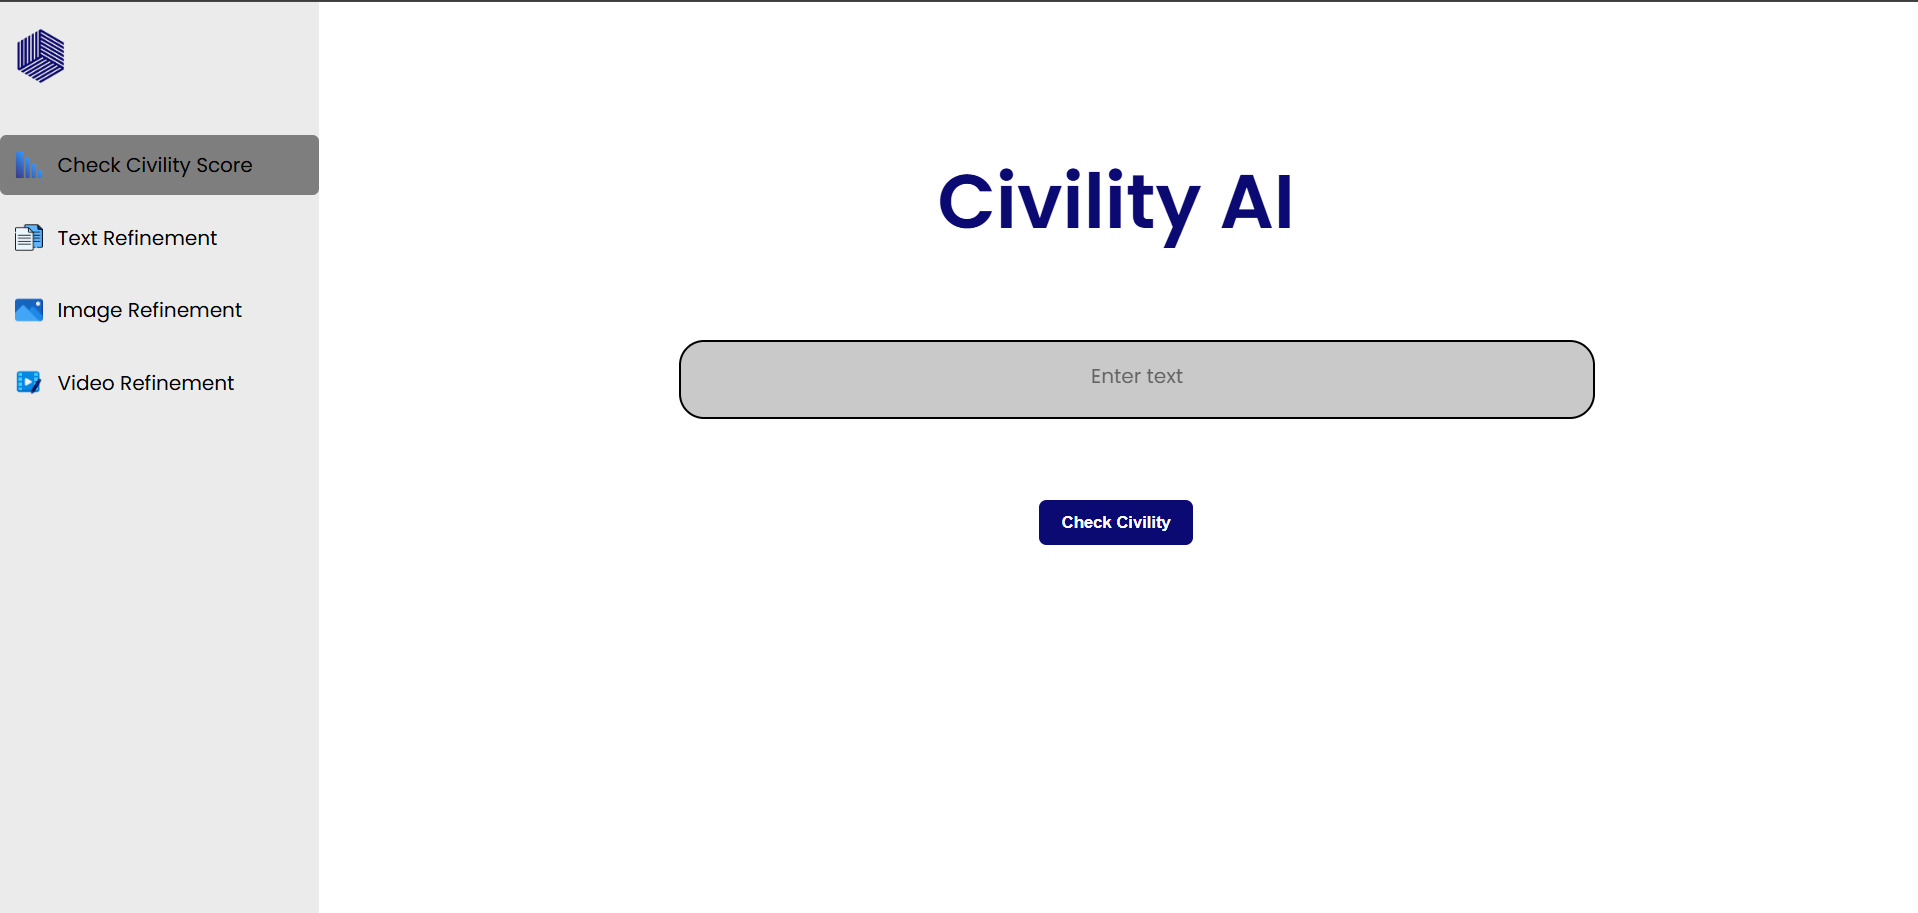 Check Civility Score
Text Refinement
Image Refinement
Video Refinement
Civility AI
Enter text
Check Civility